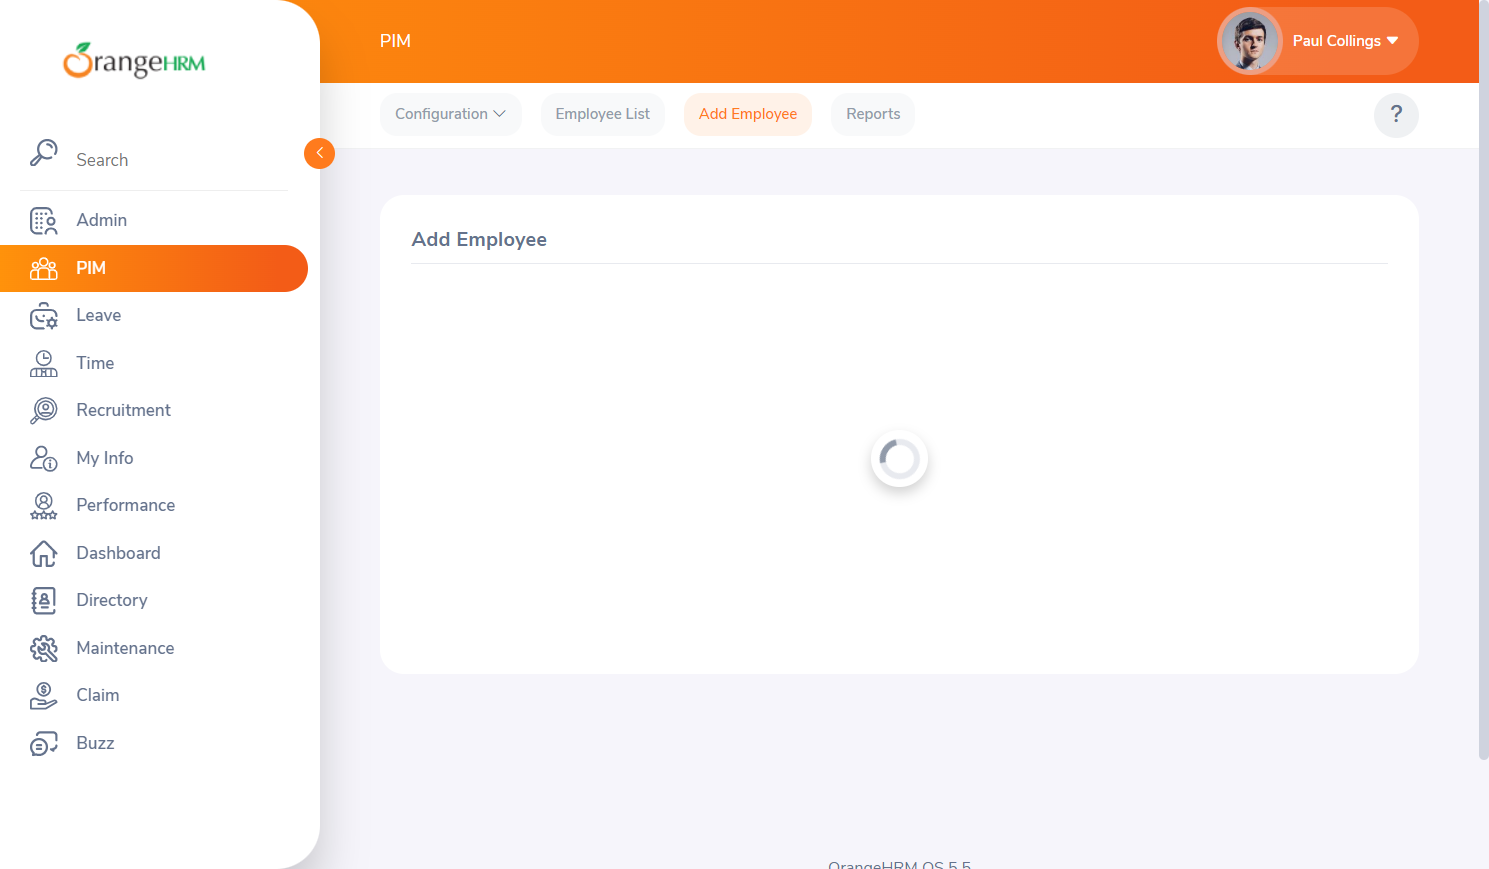 OrangeHRM
PIM
Paul Collings
Configuration
Employee List
Add Employee
Reports
?
Search
Admin
PIM
Leave
Time
Recruitment
My Info
Performance
Dashboard
Directory
Maintenance
Claim
Buzz
Add Employee
OrangeHRM OS 5.5